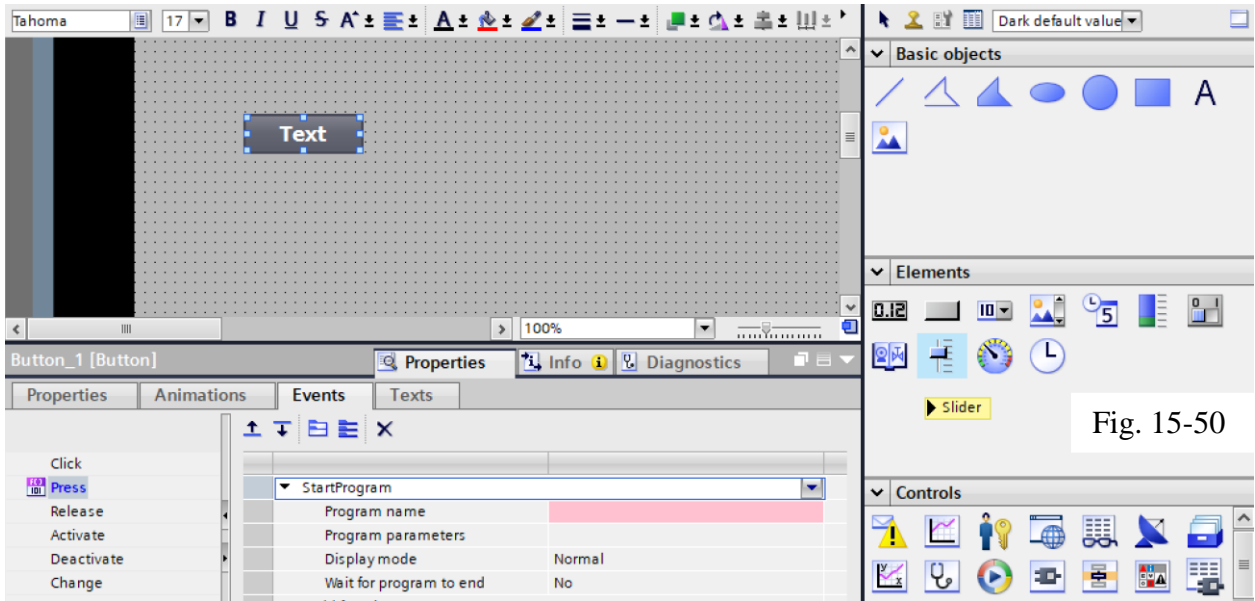 Tahoma 17 B I U S A Dark default value
Basic objects
A
Text
Elements
0.12 10 5
100%
Button_1 [Button] Properties Info Diagnostics
Properties Animations Events Texts
Slider
Fig. 15-50
Click
Press StartProgram
Controls
Release Program name
Activate Program parameters
Deactivate Display mode Normal
Change Wait for program to end No